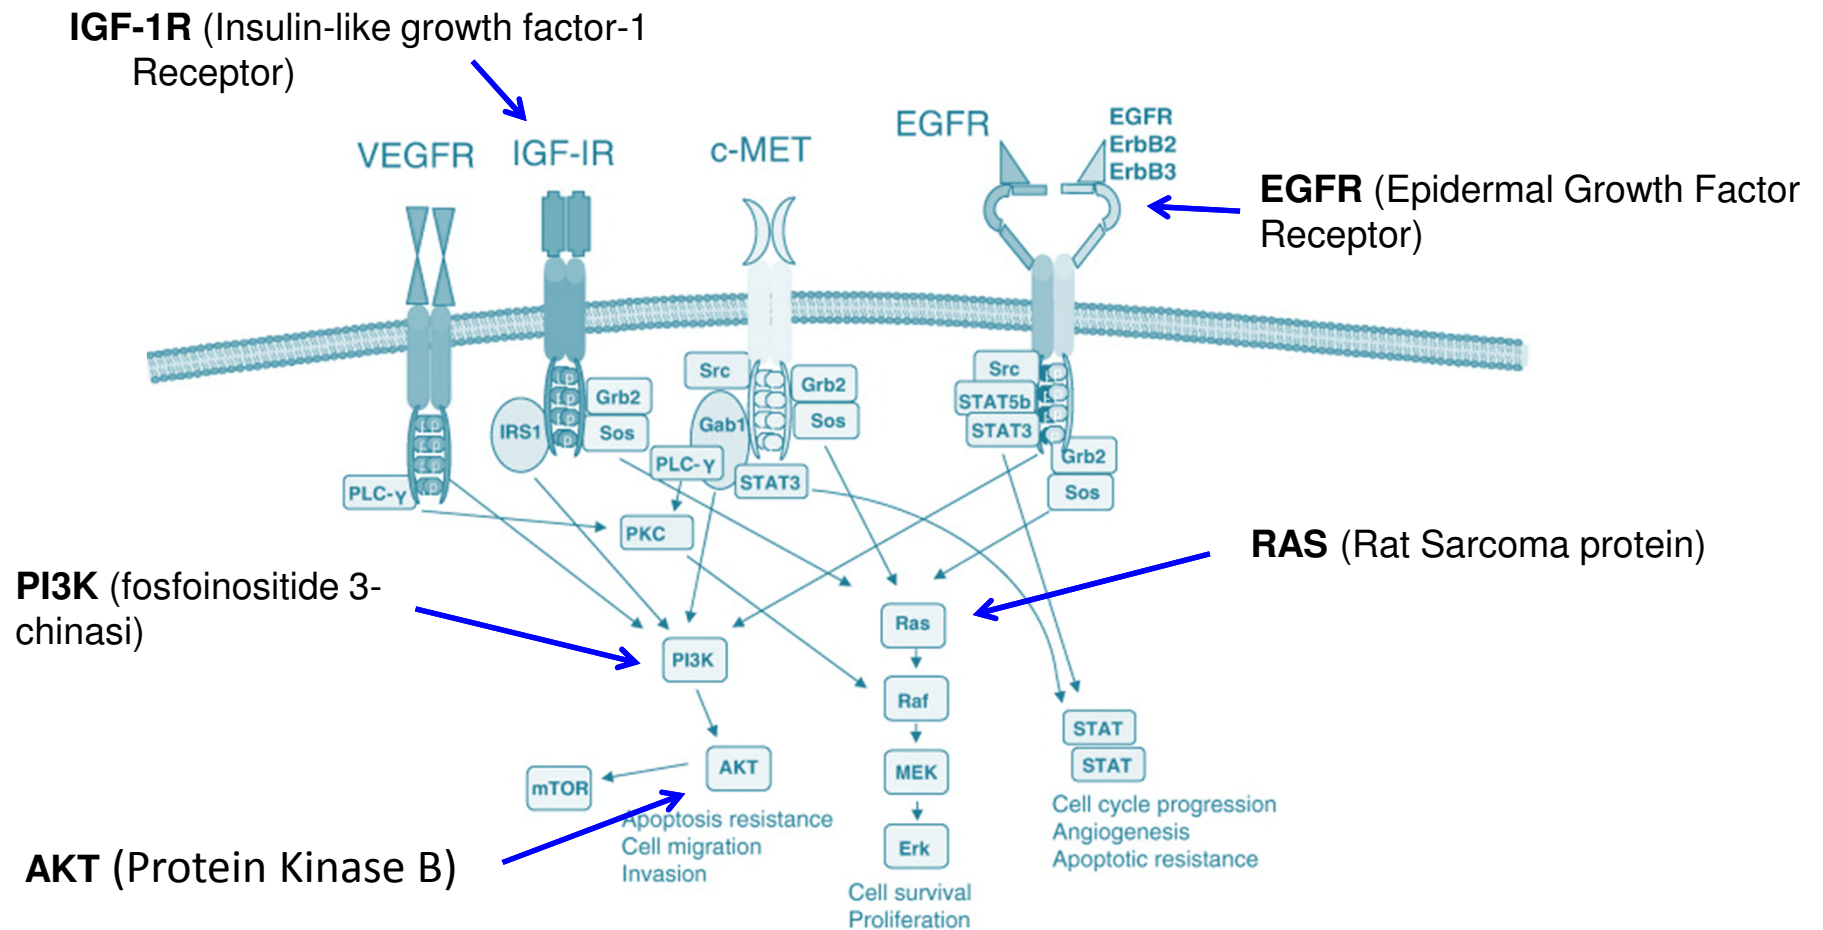 IGF-1R (Insulin-like growth factor-1
Receptor)
VEGFR
IGF-IR
c-MET
EGFR
EGFR
ErbB2
ErbB3
EGFR (Epidermal Growth Factor
Receptor)
Src
Grb2
Sos
IRS1
Grb2
Sos
Gab1
PLC-γ
STAT3
Src
STAT5b
STAT3
Grb2
Sos
PLC-γ
PKC
RAS (Rat Sarcoma protein)
PI3K (fosfoinositide 3-
chinasi)
Ras
PI3K
Raf
STAT
STAT
AKT
mTOR
MEK
Erk
Apoptosis resistance
Cell migration
Invasion
Cell cycle progression
Angiogenesis
Apoptotic resistance
AKT (Protein Kinase B)
Cell survival
Proliferation